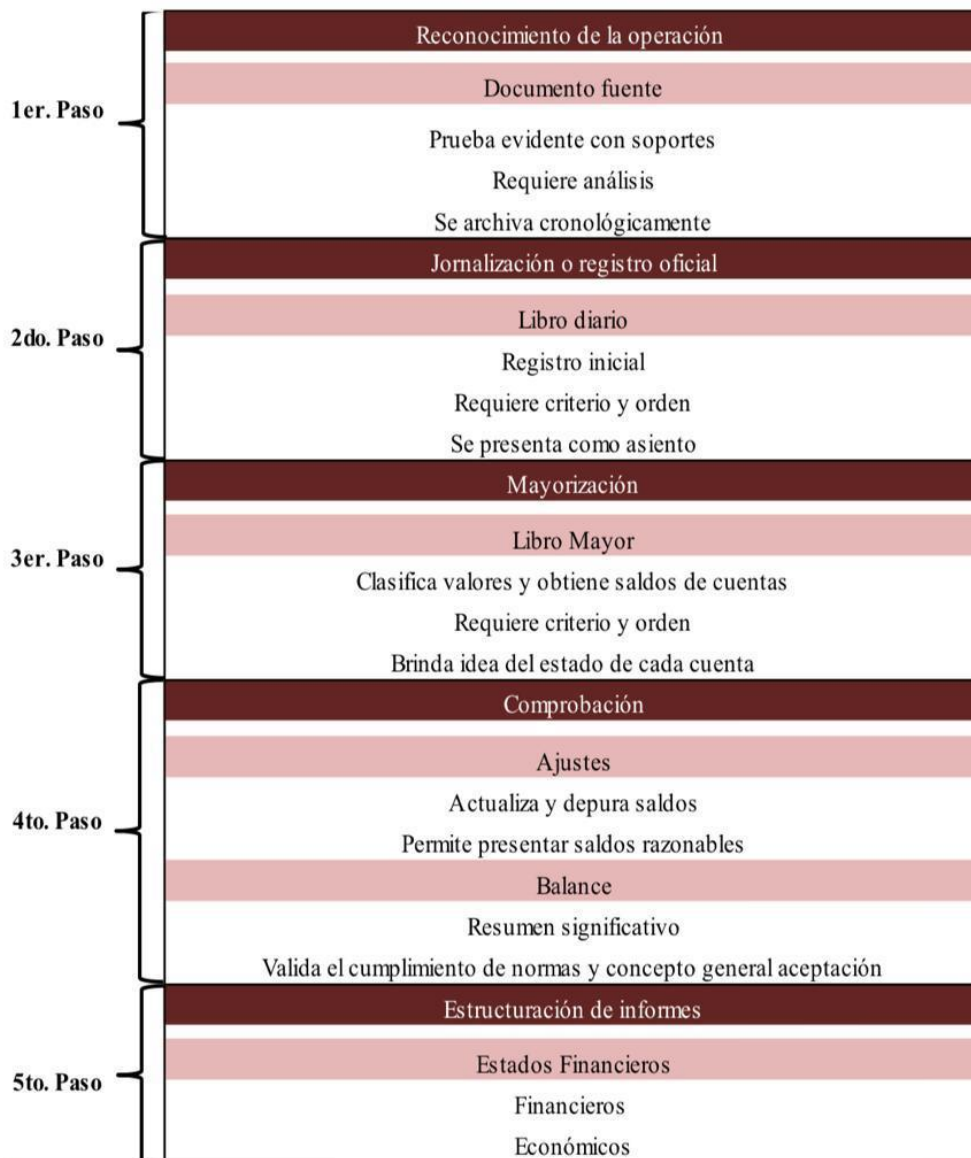 1er. Paso
Reconocimiento de la operación
Documento fuente
Prueba evidente con soportes
Requiere análisis
Se archiva cronológicamente
2do. Paso
Jornalización o registro oficial
Libro diario
Registro inicial
Requiere criterio y orden
Se presenta como asiento
3er. Paso
Mayorización
Libro Mayor
Clasifica valores y obtiene saldos de cuentas
Requiere criterio y orden
Brinda idea del estado de cada cuenta
4to. Paso
Comprobación
Ajustes
Actualiza y depura saldos
Permite presentar saldos razonables
Balance
Resumen significativo
Valida el cumplimiento de normas y concepto general aceptación
5to. Paso
Estructuración de informes
Estados Financieros
Financieros
Económicos